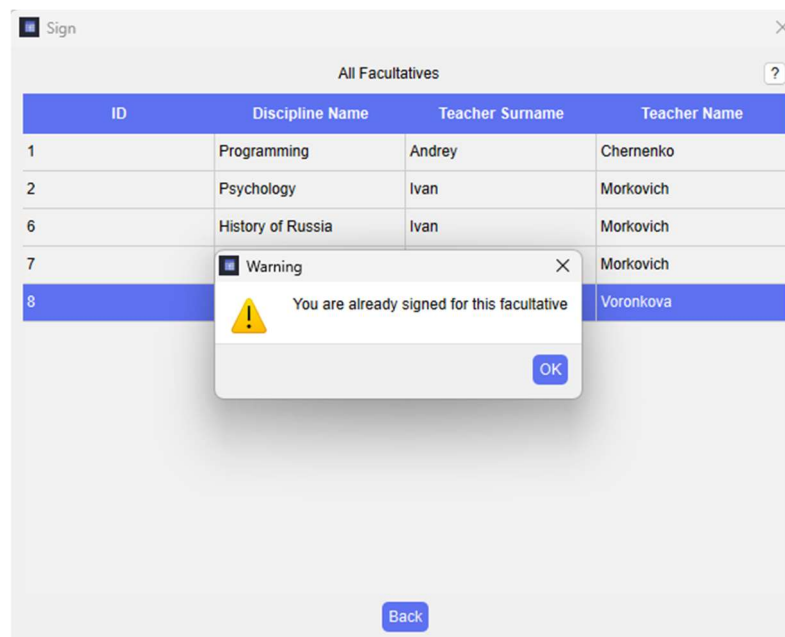 Sign
All Facultatives
?
ID Discipline Name Teacher Surname Teacher Name
1 Programming Andrey Chernenko
2 Psychology Ivan Morkovich
6 History of Russia Ivan Morkovich
7 Morkovich
8 Voronkova
Warning
You are already signed for this facultative
OK
Back